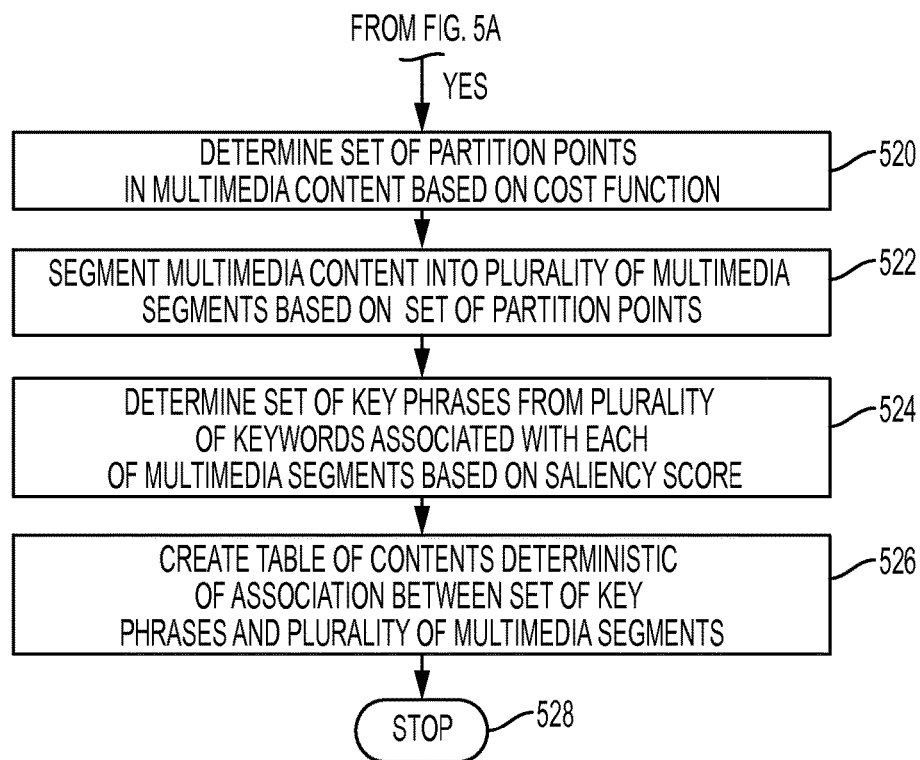 FROM FIG. 5A
YES
DETERMINE SET OF PARTITION POINTS
IN MULTIMEDIA CONTENT BASED ON COST FUNCTION
520
SEGMENT MULTIMEDIA CONTENT INTO PLURALITY OF MULTIMEDIA
SEGMENTS BASED ON SET OF PARTITION POINTS
522
DETERMINE SET OF KEY PHRASES FROM PLURALITY
OF KEYWORDS ASSOCIATED WITH EACH
OF MULTIMEDIA SEGMENTS BASED ON SALIENCY SCORE
524
CREATE TABLE OF CONTENTS DETERMINISTIC
OF ASSOCIATION BETWEEN SET OF KEY
PHRASES AND PLURALITY OF MULTIMEDIA SEGMENTS
526
STOP
528